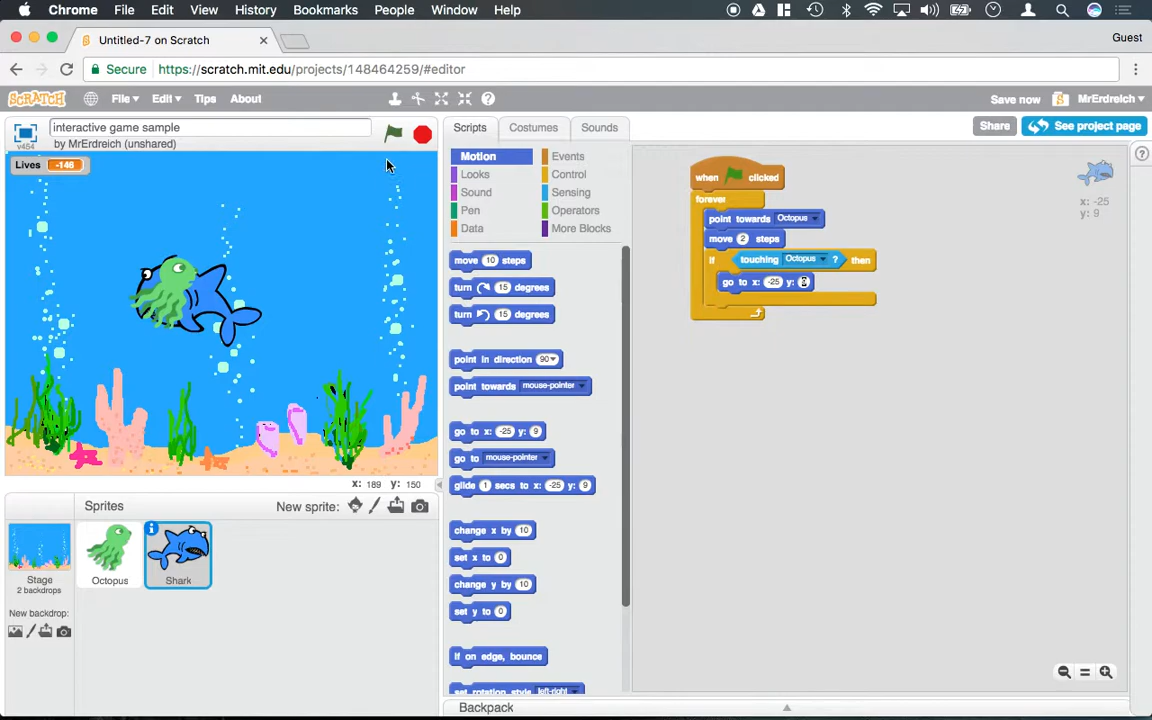 Chrome File Edit View History Bookmarks People Window Help
Untitled-7 on Scratch
Guest
Secure https://scratch.mit.edu/projects/148464259/#editor
SCRATCH File Edit Tips About Save now MrErdreich
interactive game sample
by MrErdreich (unshared)
v454
Scripts Costumes Sounds
Share See project page
Lives -146
Motion Events
Looks Control
Sound Sensing
Pen Operators
Data More Blocks
move 10 steps
turn 15 degrees
turn 15 degrees
point in direction 90
point towards mouse-pointer
go to x: -25 y: 9
go to mouse-pointer
glide 1 secs to x: -25 y: 9
change x by 10
set x to 0
change y by 10
set y to 0
if on edge, bounce
set rotation style left-right
when clicked
forever
point towards Octopus
move 2 steps
if touching Octopus ? then
go to x: -25 y:
x: -25
y: 9
?
x: 189 y: 150
Sprites New sprite:
Stage
2 backdrops
New backdrop:
Octopus
Shark
Backpack